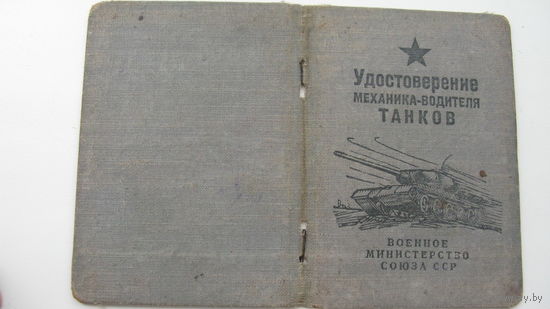 Удостоверение
МЕХАНИКА-ВОДИТЕЛЯ
ТАНКОВ
ВОЕННОЕ
МИНИСТЕРСТВО
СОЮЗА ССР